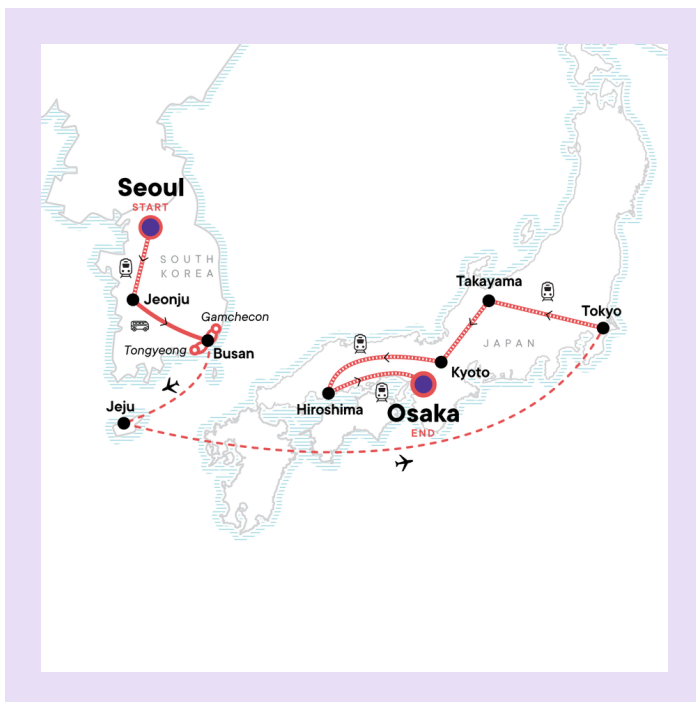 Seoul
START
SOUTH
KOREA
Jeonju
Gamchecon
Tongyeong
Busan
Jeju
Takayama
Tokyo
JAPAN
Kyoto
Hiroshima
Osaka
END